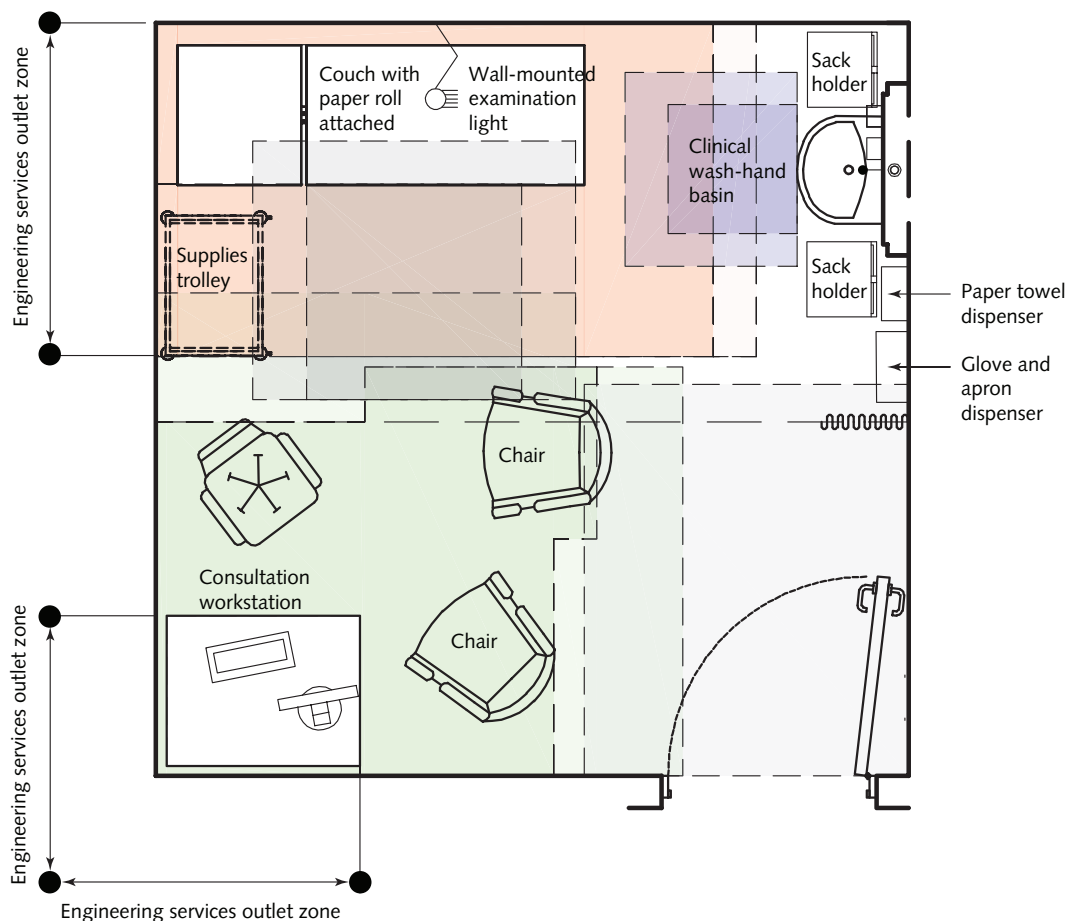 Engineering services outlet zone
Couch with
paper roll
attached
Wall-mounted
examination
light
Sack
holder
Clinical
wash-hand
basin
Supplies
trolley
Sack
holder
Paper towel
dispenser
Glove and
apron
dispenser
Chair
Consultation
workstation
Chair
Engineering services outlet zone
Engineering services outlet zone